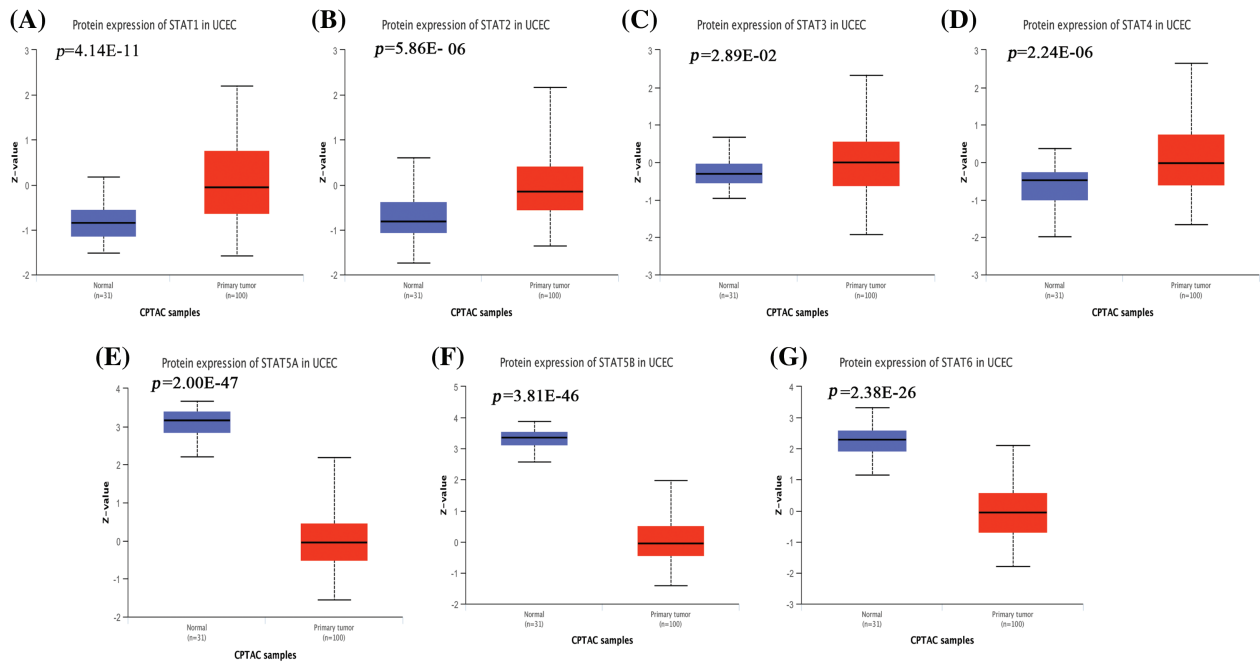 (A)
Protein expression of STAT1 in UCEC
p=4.14E-11
3
2
1
0
-1
-2
Z-value
Normal
(n=31)
Primary tumor
(n=100)
CPTAC samples
(B)
Protein expression of STAT2 in UCEC
p=5.86E- 06
3
2
1
0
-1
-2
Z-value
Normal
(n=31)
Primary tumor
(n=100)
CPTAC samples
(C)
Protein expression of STAT3 in UCEC
p=2.89E-02
3
2
1
0
-1
-2
-3
Z-value
Normal
(n=31)
Primary tumor
(n=100)
CPTAC samples
(D)
Protein expression of STAT4 in UCEC
p=2.24E-06
3
2
1
0
-1
-2
-3
Z-value
Normal
(n=31)
Primary tumor
(n=100)
CPTAC samples
(E)
Protein expression of STAT5A in UCEC
p=2.00E-47
4
3
2
1
0
-1
-2
Z-value
Normal
(n=31)
Primary tumor
(n=100)
CPTAC samples
(F)
Protein expression of STAT5B in UCEC
p=3.81E-46
5
4
3
2
1
0
-1
-2
Z-value
Normal
(n=31)
Primary tumor
(n=100)
CPTAC samples
(G)
Protein expression of STAT6 in UCEC
p=2.38E-26
4
3
2
1
0
-1
-2
-3
Z-value
Normal
(n=31)
Primary tumor
(n=100)
CPTAC samples